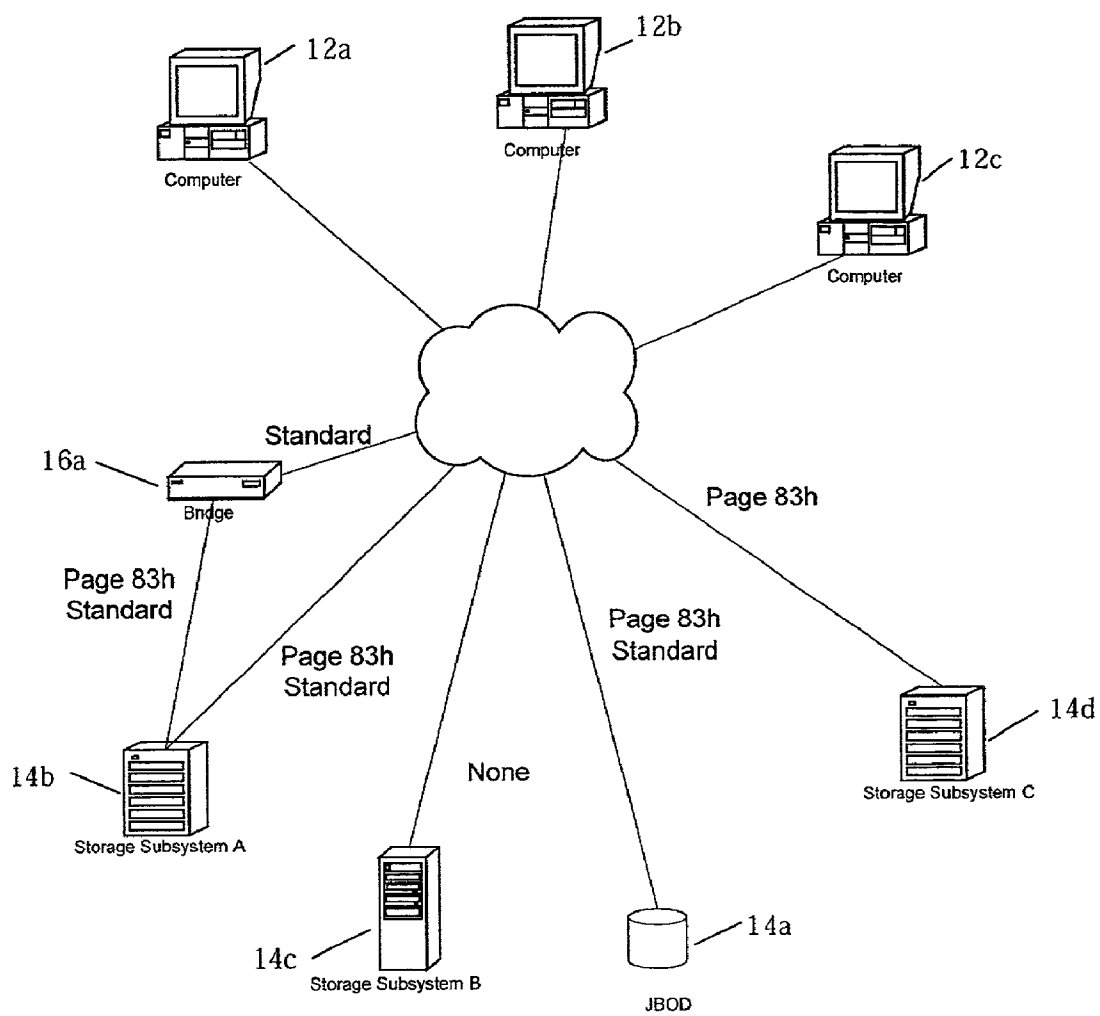 12a
Computer
12b
Computer
12c
Computer
Standard
16a
Bridge
Page 83h
Page 83h
Standard
Page 83h
Standard
Page 83h
Standard
14d
Storage Subsystem C
None
14b
Storage Subsystem A
14a
14c
Storage Subsystem B
JBOD